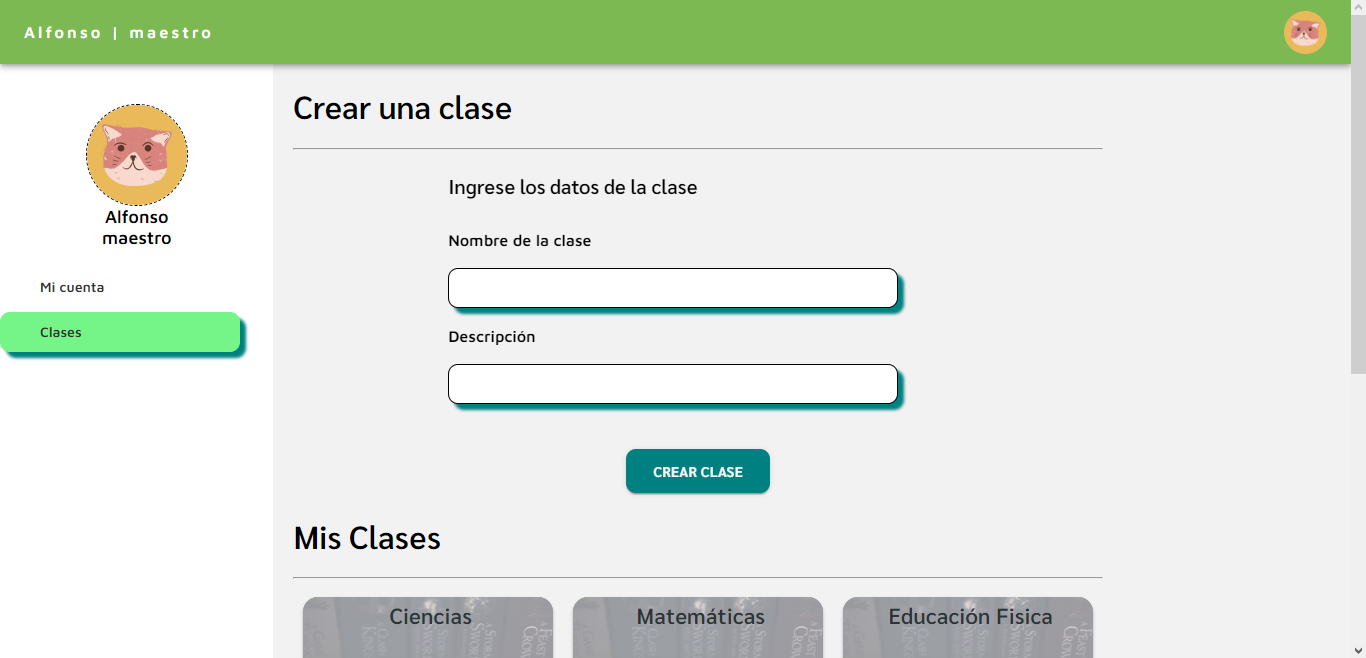 Alfonso | maestro
Alfonso
maestro
Mi cuenta
Clases
Crear una clase
Ingrese los datos de la clase
Nombre de la clase
Descripción
CREAR CLASE
Mis Clases
Ciencias
Matemáticas
Educación Fisica